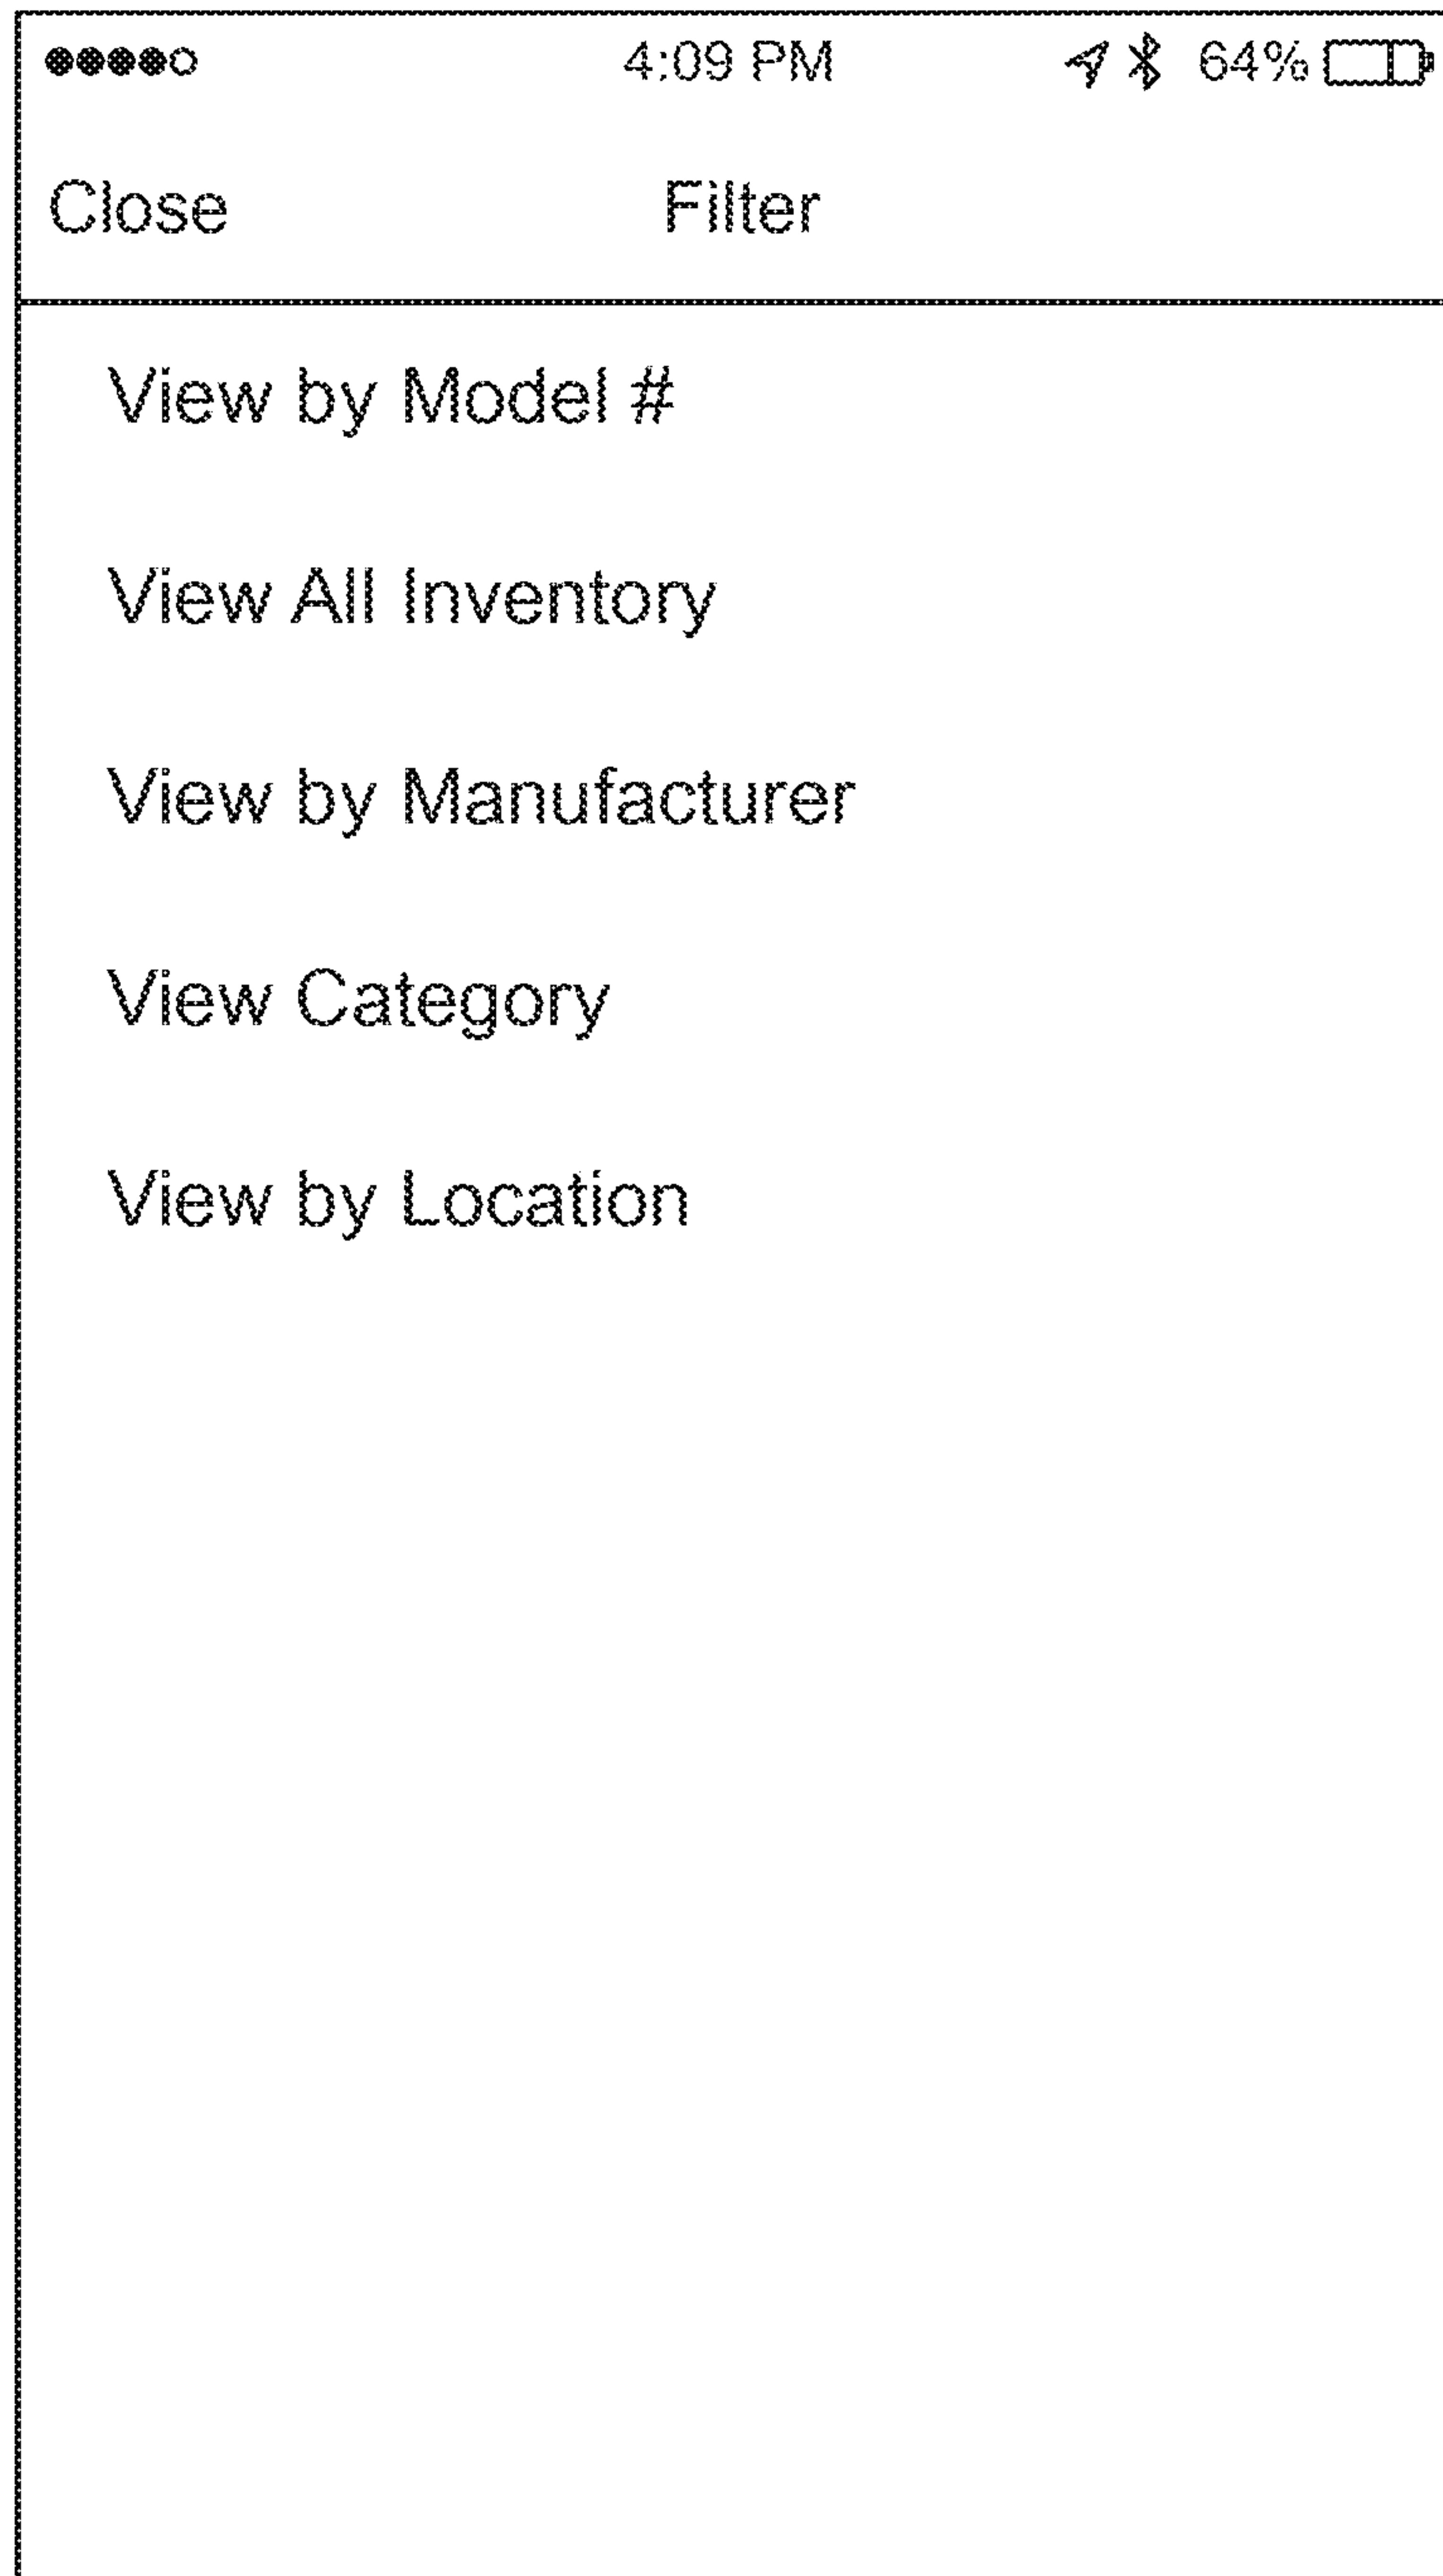 4:09 PM 64%
Close Filter
View by Model #
View All Inventory
View by Manufacturer
View Category
View by Location